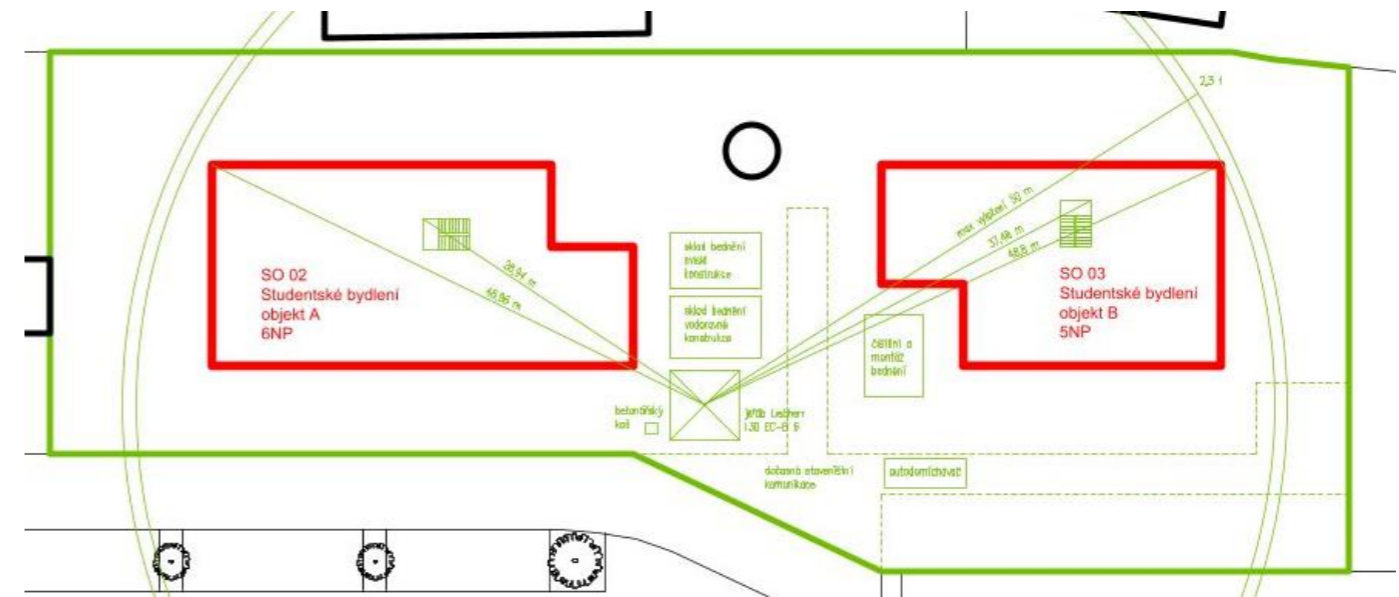 2,3 t
max vyložení 50 m
37,48 m
48,8 m
28,94 m
SO 02
Studentské bydlení
objekt A
6NP
SO 03
Studentské bydlení
objekt B
5NP
sklad bednění
svislé
konstrukce
sklad bednění
vodorovné
konstrukce
čištění a
montáž
bednění
betonářský
koš
jeřáb Liebherr
130 EC-B 6
dočasná staveništní
komunikace
autodomíchávač